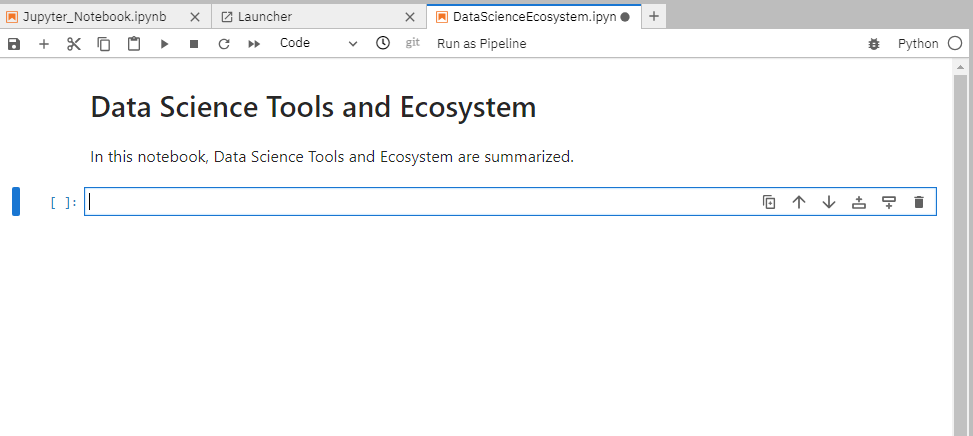 Jupyter_Notebook.ipynb Launcher DataScienceEcosystem.ipyn
Code git Run as Pipeline Python
Data Science Tools and Ecosystem
In this notebook, Data Science Tools and Ecosystem are summarized.
[ ]: